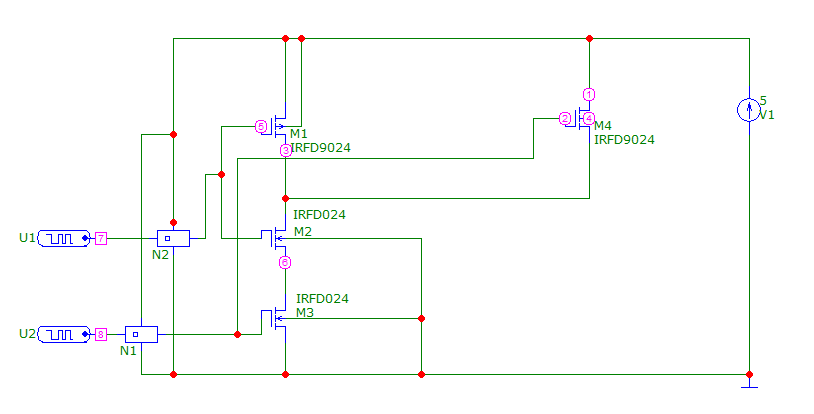 1
5
V1
5
2
4
M1
M4
3
IRFD9024
IRFD9024
IRFD024
U1
7
M2
N2
6
IRFD024
M3
U2
8
N1